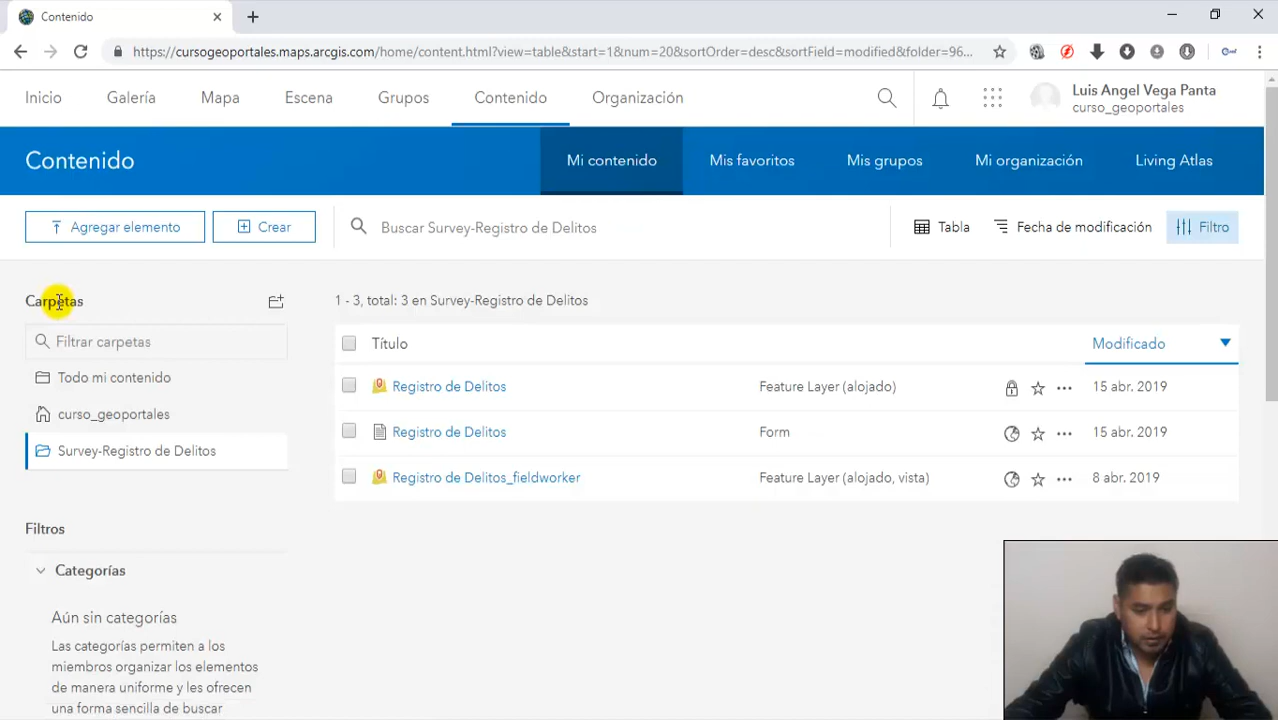 Contenido
https://cursogeoportales.maps.arcgis.com/home/content.html?view=table&start=1&num=20&sortOrder=desc&sortField=modified&folder=96...
Inicio Galería Mapa Escena Grupos Contenido Organización
Luis Angel Vega Panta
curso_geoportales
Contenido Mi contenido Mis favoritos Mis grupos Mi organización Living Atlas
Agregar elemento Crear Buscar Survey-Registro de Delitos Tabla Fecha de modificación Filtro
Carpetas
1 - 3, total: 3 en Survey-Registro de Delitos
Filtrar carpetas
Título Modificado
Todo mi contenido
Registro de Delitos Feature Layer (alojado) 15 abr. 2019
curso_geoportales
Registro de Delitos Form 15 abr. 2019
Survey-Registro de Delitos
Registro de Delitos_fieldworker Feature Layer (alojado, vista) 8 abr. 2019
Filtros
Categorías
Aún sin categorías
Las categorías permiten a los
miembros organizar los elementos
de manera uniforme y les ofrecen
una forma sencilla de buscar